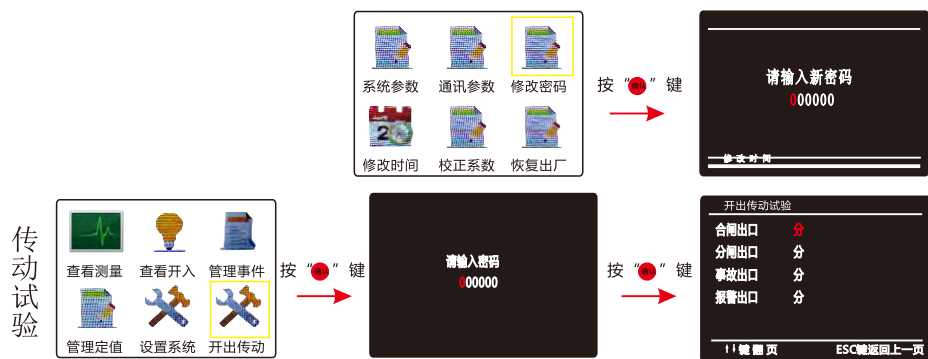 系统参数 通讯参数 修改密码
修改时间 校正系数 恢复出厂
按“确认”键
请输入新密码
000000
修改时间
传动试验
查看测量 查看开入 管理事件
管理定值 设置系统 开出传动
按“确认”键
请输入密码
000000
按“确认”键
开出传动试验
合闸出口 分
分闸出口 分
事故出口 分
报警出口 分
↑↓键翻页 ESC键返回上一页